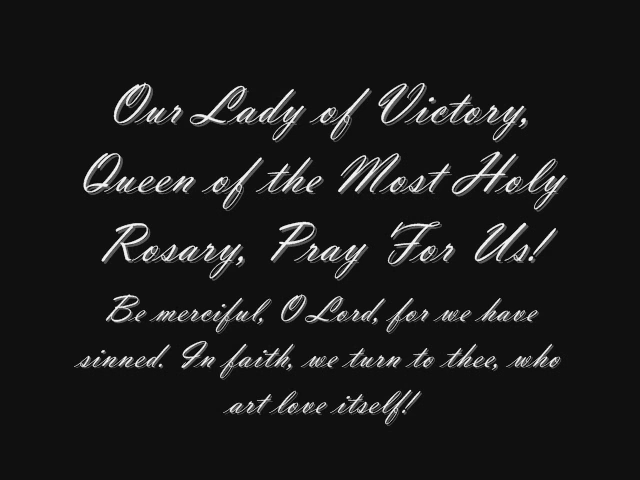 Our Lady of Victory,
Queen of the Most Holy
Rosary, Pray For Us!
Be merciful, O Lord, for we have
sinned. In faith, we turn to thee, who
art love itself!